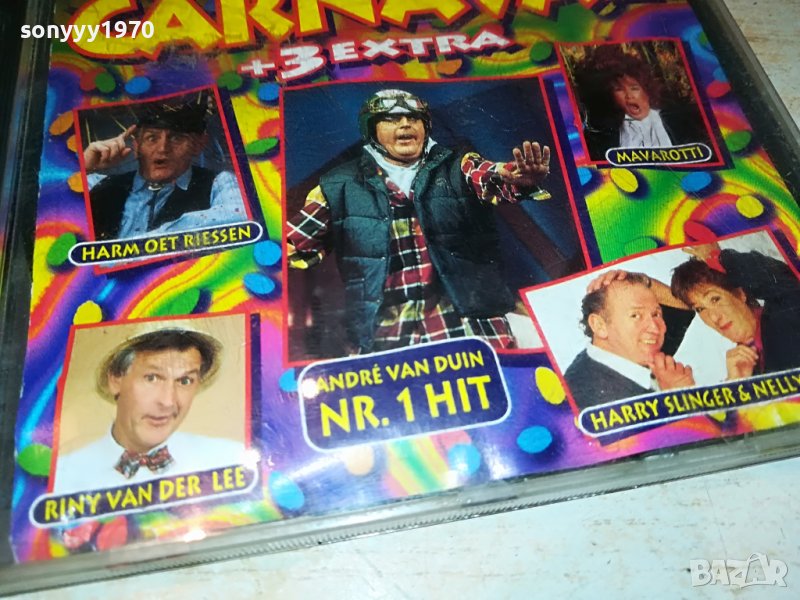 sonyyy1970
+3 EXTRA
MAVAROTTI
HARM OET RIESSEN
ANDRÉ VAN DUIN
NR. 1 HIT
HARRY SLINGER & NELLY
RINY VAN DER LEE
BAZAR